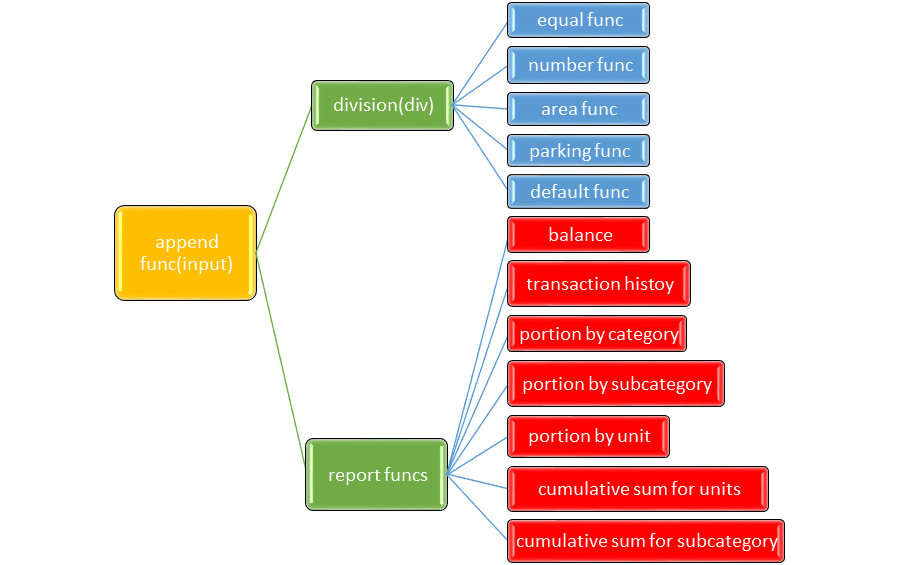 equal func
number func
division(div)
area func
parking func
default func
append
func(input)
balance
transaction histoy
portion by category
portion by subcategory
portion by unit
report funcs
cumulative sum for units
cumulative sum for subcategory